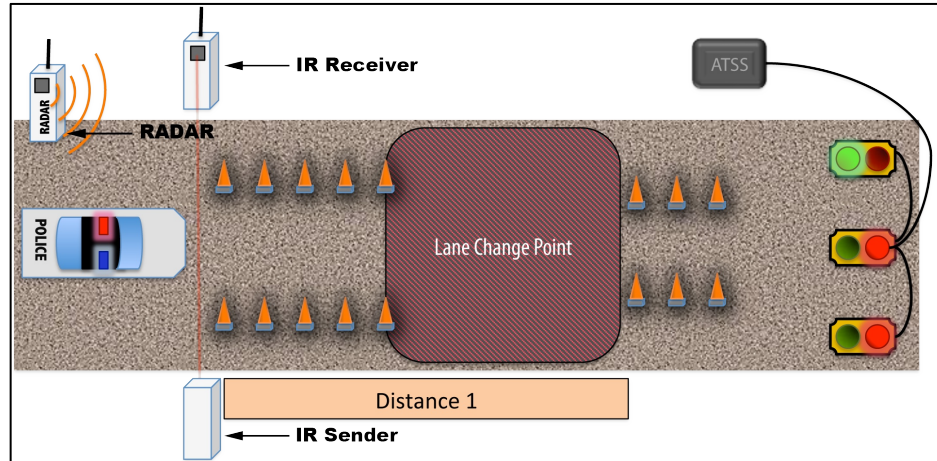 IR Receiver
ATSS
RADAR
RADAR
POLICE
Lane Change Point
Distance 1
IR Sender